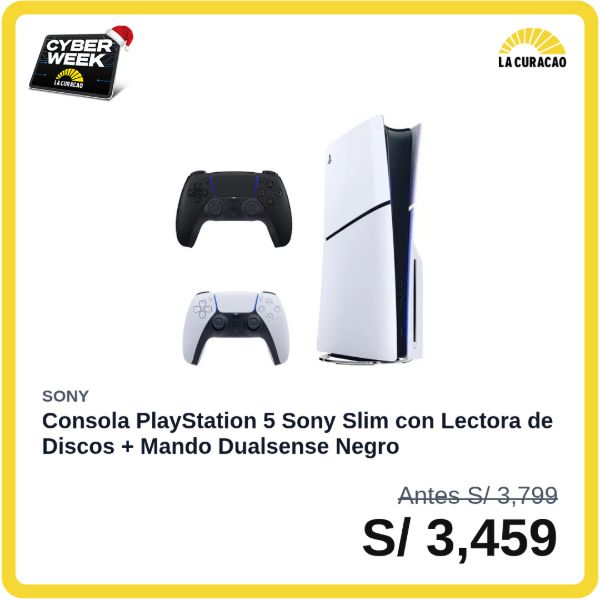 CYBER
WEEK
LA CURACAO
LA CURACAO
SONY
Consola PlayStation 5 Sony Slim con Lectora de
Discos + Mando Dualsense Negro
Antes S/ 3,799
S/ 3,459